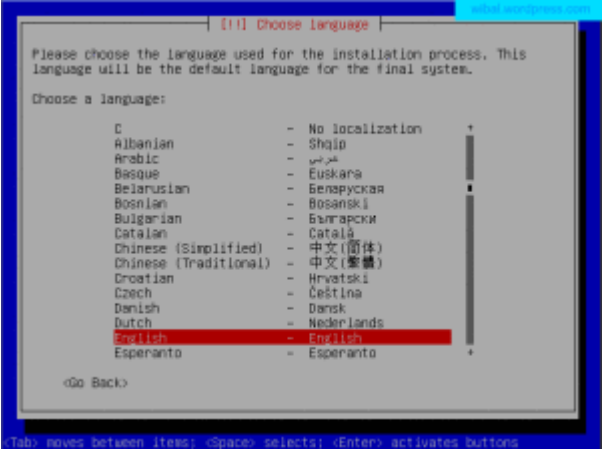 wibal.wordpress.com
[!!] Choose language
Please choose the language used for the installation process. This
language will be the default language for the final system.
Choose a language:
C - No localization
Albanian - Shqip
Arabic - عربي
Basque - Euskara
Belarusian - Беларуская
Bosnian - Bosanski
Bulgarian - Български
Catalan - Català
Chinese (Simplified) - 中文(简体)
Chinese (Traditional) - 中文(繁體)
Croatian - Hrvatski
Czech - Čeština
Danish - Dansk
Dutch - Nederlands
English - English
Esperanto - Esperanto
<Go Back>
<Tab> moves between items; <Space> selects; <Enter> activates buttons